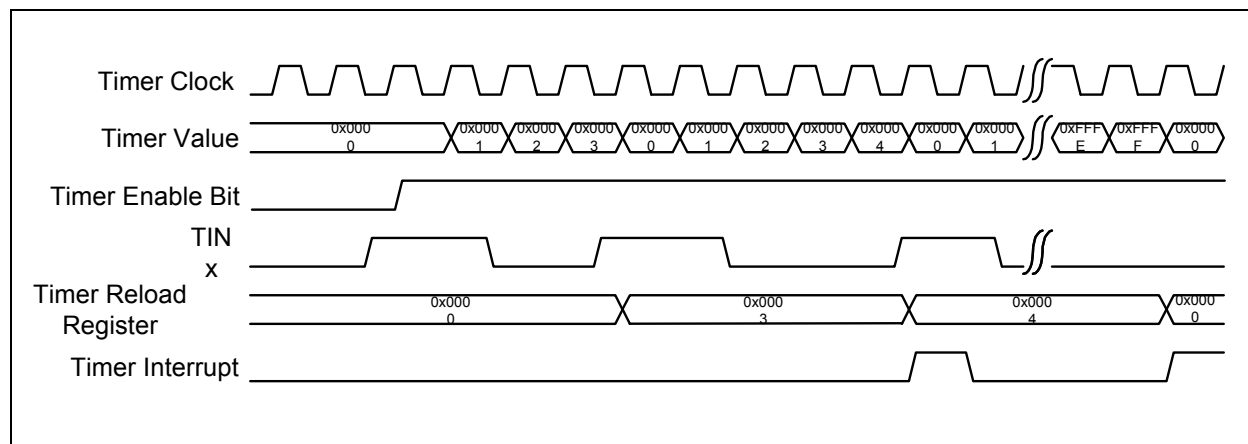 Timer Clock
Timer Value
0x000 0x000 0x000 0x000 0x000 0x000 0x000 0x000 0x000 0x000 0x000 0xFFF 0xFFF 0x000
0 1 2 3 0 1 2 3 4 0 1 E F 0
Timer Enable Bit
TIN
x
Timer Reload
Register
0x000 0x000 0x000 0x000
0 3 4 0
Timer Interrupt